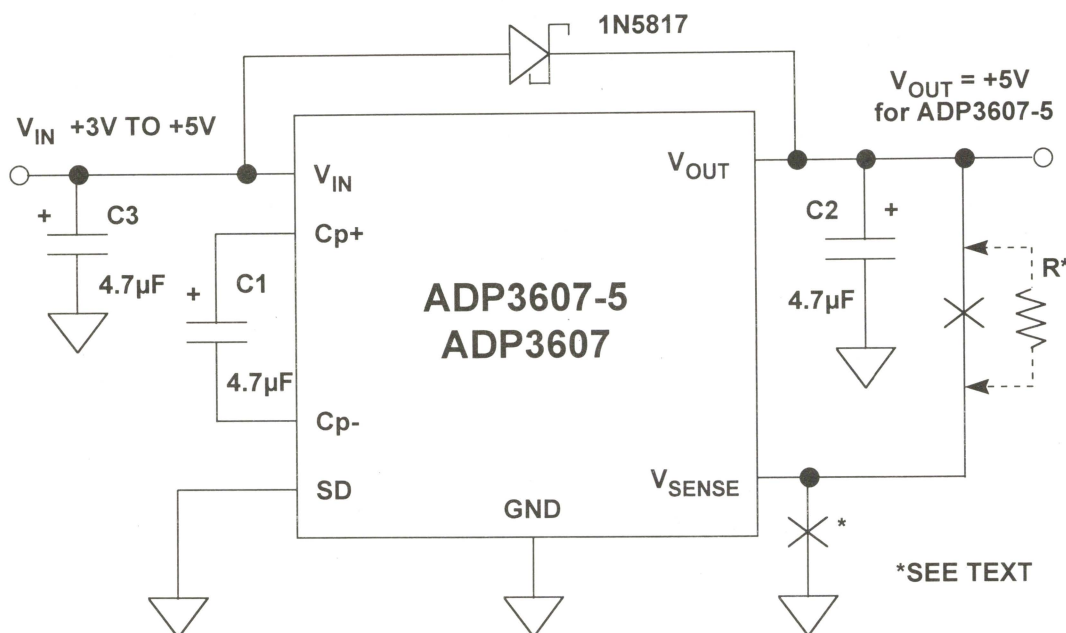 1N5817
V_OUT = +5V
for ADP3607-5
V_IN +3V TO +5V
V_IN
V_OUT
+
C3
4.7µF
Cp+
+
C1
4.7µF
Cp-
ADP3607-5
ADP3607
C2
+
4.7µF
R*
SD
GND
V_SENSE
*
*SEE TEXT